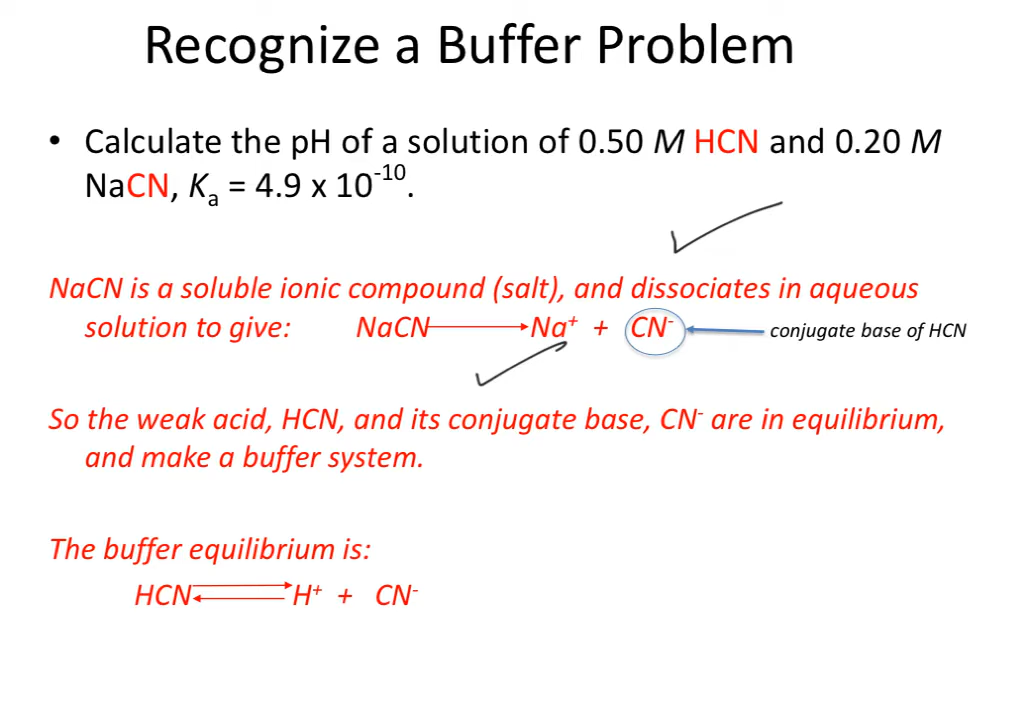 Recognize a Buffer Problem
• Calculate the pH of a solution of 0.50 M HCN and 0.20 M
NaCN, Kₐ = 4.9 x 10⁻¹⁰.
NaCN is a soluble ionic compound (salt), and dissociates in aqueous
solution to give: NaCN ⟶ Na⁺ + CN⁻ ⟵ conjugate base of HCN
So the weak acid, HCN, and its conjugate base, CN⁻ are in equilibrium,
and make a buffer system.
The buffer equilibrium is:
HCN ⇄ H⁺ + CN⁻